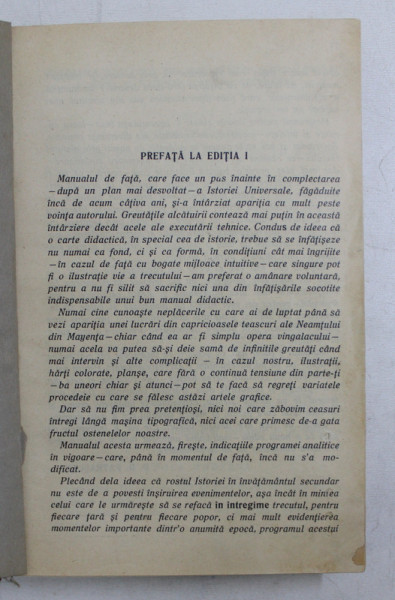 PREFAȚĂ LA EDIȚIA I
Manualul de față, care face un pas înainte în complectarea
—după un plan mai desvoltat—a Istoriei Universale, făgăduite
încă de acum câțiva ani, și-a întârziat apariția cu mult peste
voința autorului. Greutățile alcătuirii contează mai puțin în această
întârziere decât acele ale executării tehnice. Condus de ideea că
o carte didactică, în special cea de istorie, trebue să se înfățișeze
nu numai ca fond, ci și ca formă, în condițiuni cât mai îngrijite
—în cazul de față cu bogate mijloace intuitive—care singure pot
fi o ilustrație vie a trecutului—am preferat o amânare voluntară,
pentru a nu fi silit să sacrific nici una din înfățișările socotite
indispensabile unui bun manual didactic.
Numai cine cunoaște neplăcerile cu care ai de luptat până să
vezi apariția unei lucrări din capricioasele teascuri ale Neamțului
din Mayența—chiar când ea ar fi simplu opera vingalacului—
numai acela va putea să-și deie samă de infinitele greutăți când
mai intervin și alte complicații — în cazul nostru, ilustrații,
hărți colorate, planșe, care fără o continuă tensiune din parte-ți
—ba uneori chiar și atunci—pot să te facă să regreți variatele
procedeie cu care se fălesc astăzi artele grafice.
Dar să nu fim prea pretențioși, nici noi care zăbovim ceasuri
întregi lângă mașina tipografică, nici acei care primesc de-a gata
fructul ostenelelor noastre.
Manualul acesta urmează, firește, indicațiile programei analitice
în vigoare—care, până în momentul de față, încă nu s'a mo-
dificat.
Plecând dela ideea că rostul Istoriei în învățământul secundar
nu este de a povesti înșiruirea evenimentelor, așa încât în mintea
celui care le urmărește să se refacă în întregime trecutul, pentru
fiecare țară și pentru fiecare popor, ci mai mult evidențierea
momentelor importante dintr'o anumită epocă, programul acestui